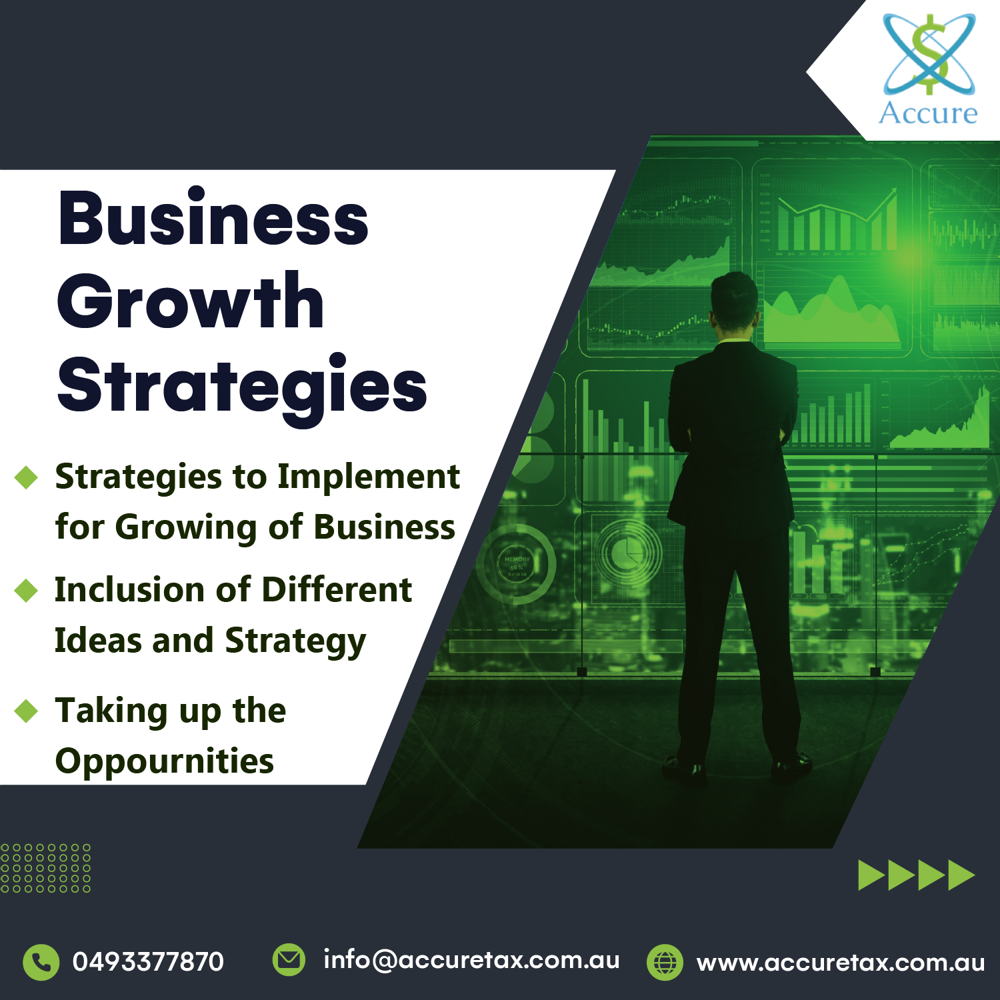 Accure
Business
Growth
Strategies
Strategies to Implement
for Growing of Business
Inclusion of Different
Ideas and Strategy
Taking up the
Oppournities
MEMORY
56 %
0493377870
info@accuretax.com.au
www.accuretax.com.au